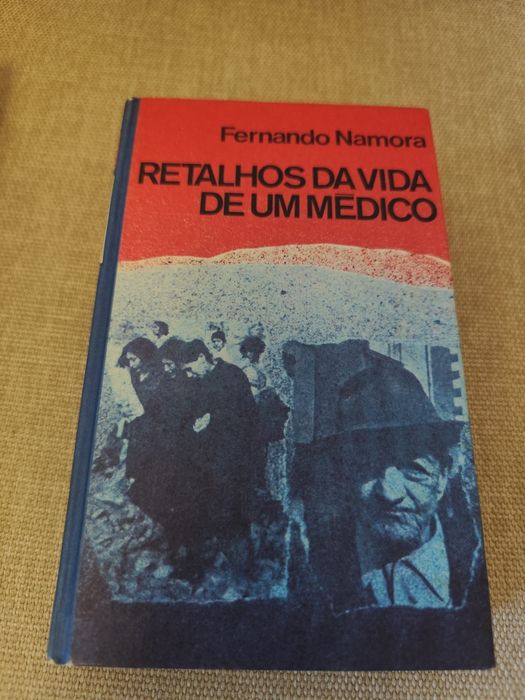 Fernando Namora
RETALHOS DA VIDA
DE UM MÉDICO